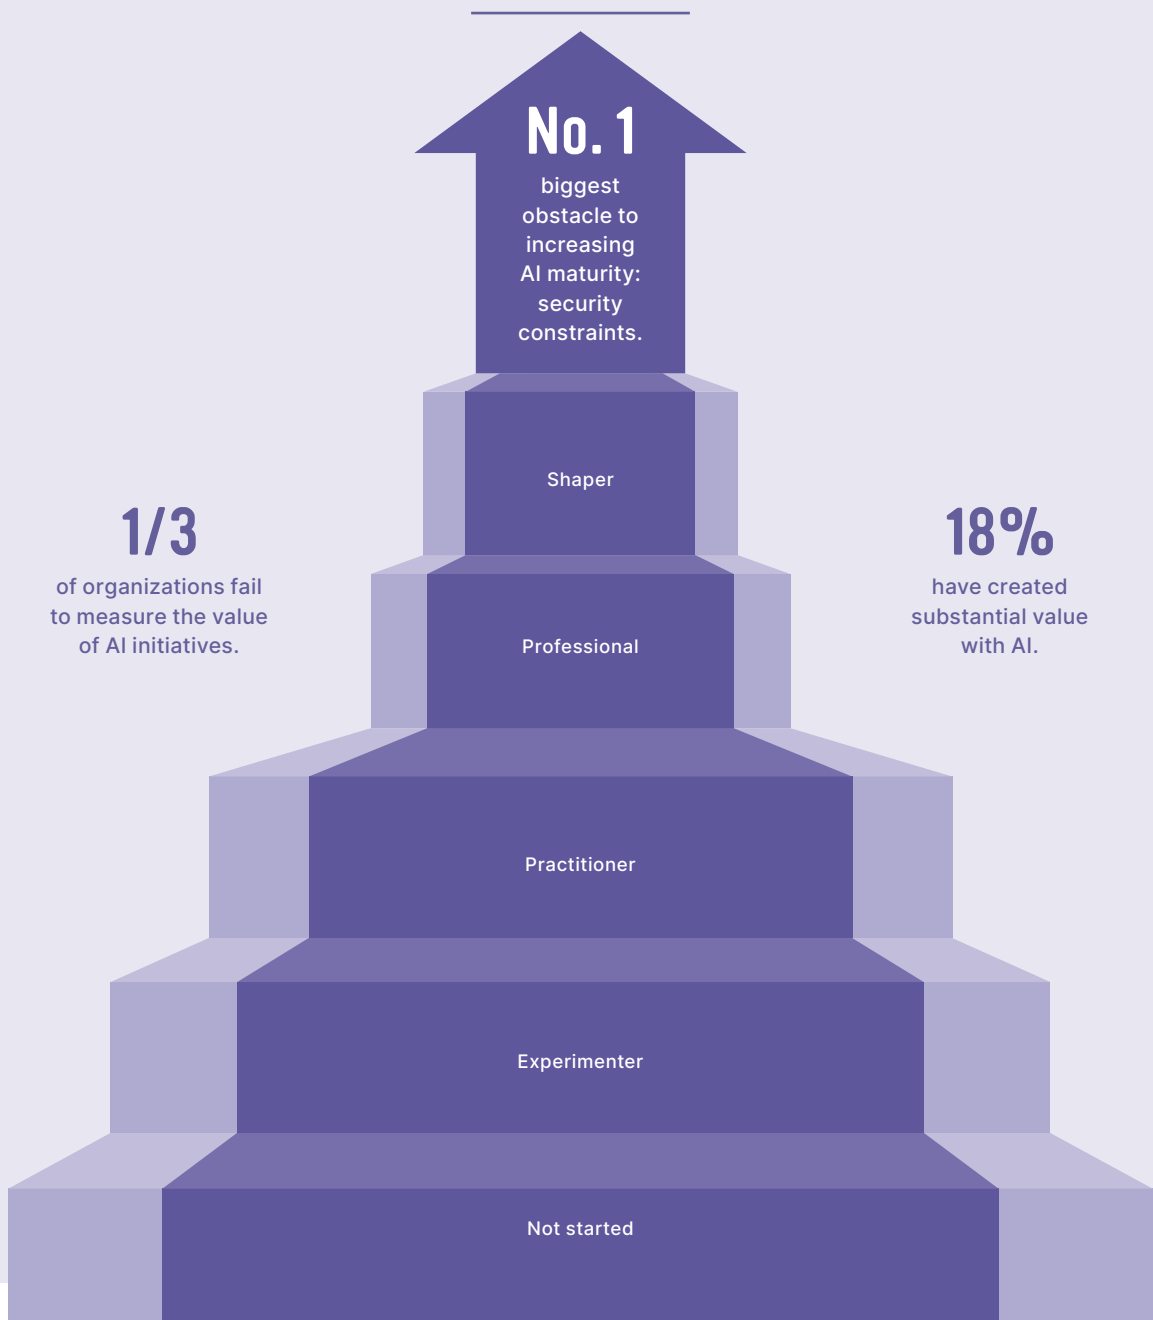 No. 1
biggest
obstacle to
increasing
AI maturity:
security
constraints.
Shaper
1/3
of organizations fail
to measure the value
of AI initiatives.
18%
have created
substantial value
with AI.
Professional
Practitioner
Experimenter
Not started